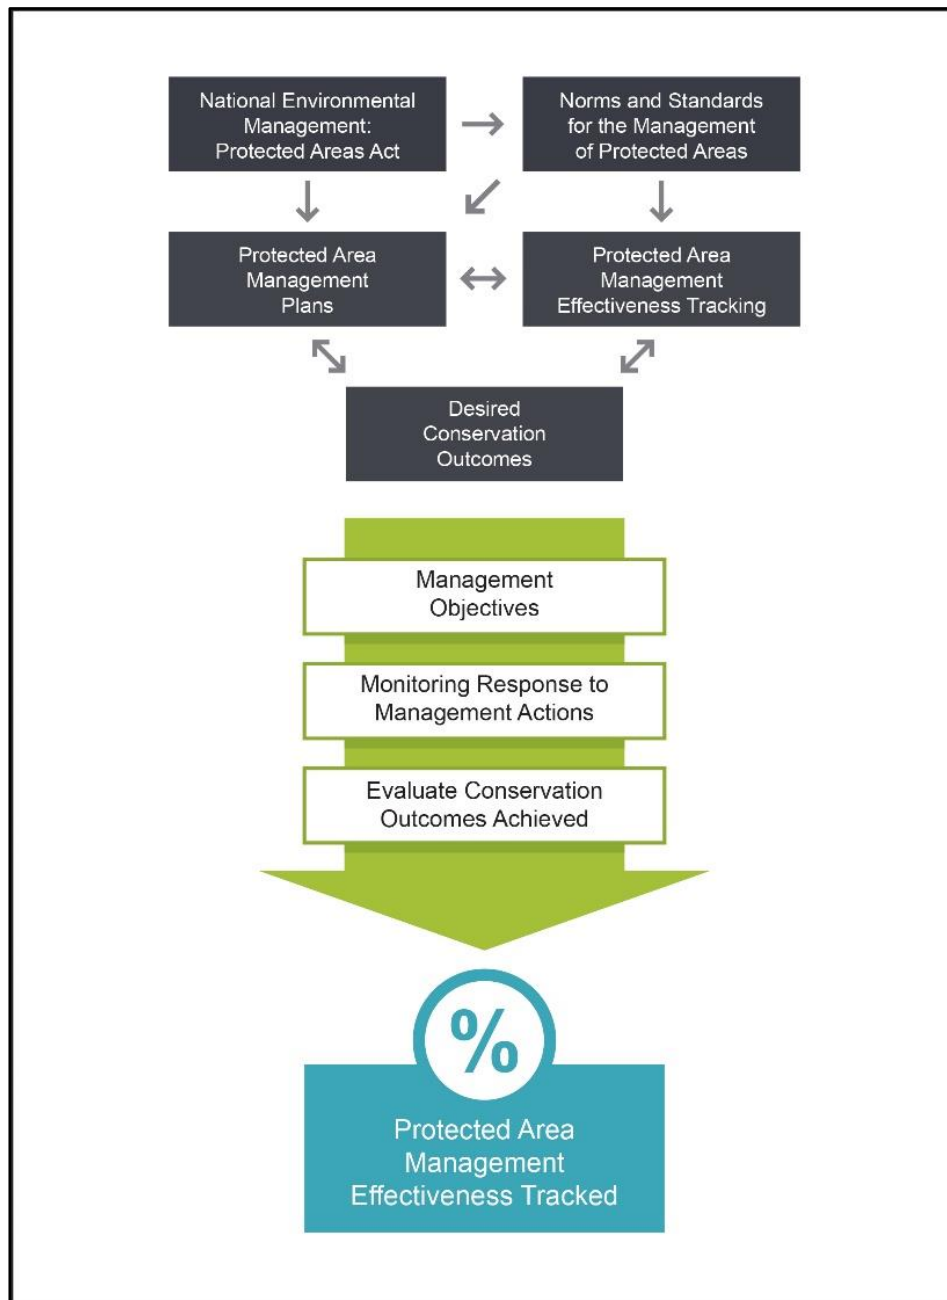 National Environmental
Management:
Protected Areas Act
Norms and Standards
for the Management
of Protected Areas
Protected Area
Management
Plans
Protected Area
Management
Effectiveness Tracking
Desired
Conservation
Outcomes
Management
Objectives
Monitoring Response to
Management Actions
Evaluate Conservation
Outcomes Achieved
%
Protected Area
Management
Effectiveness Tracked